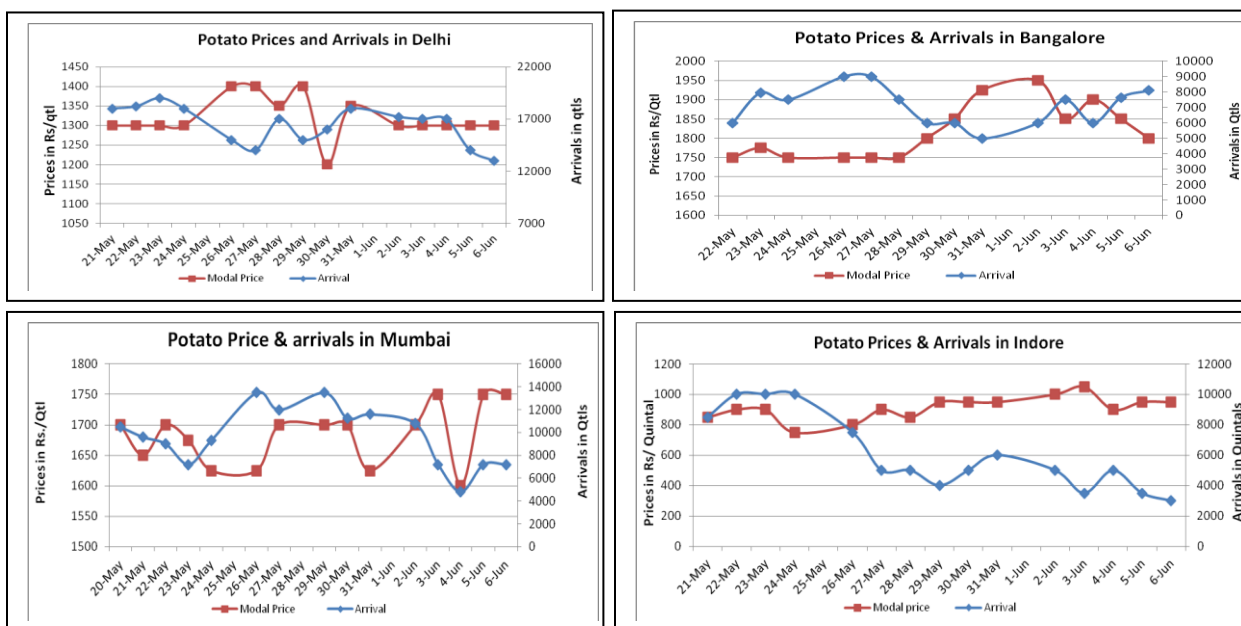 Potato Prices and Arrivals in Delhi
1450
1400
1350
1300
1250
1200
1150
1100
1050
22000
17000
12000
7000
Prices in Rs/qtl
Arrivals in qtls
21-May
22-May
23-May
24-May
25-May
26-May
27-May
28-May
29-May
30-May
31-May
1-Jun
2-Jun
3-Jun
4-Jun
5-Jun
6-Jun
Modal Price
Arrival
Potato Prices & Arrivals in Bangalore
2000
1950
1900
1850
1800
1750
1700
1650
1600
10000
9000
8000
7000
6000
5000
4000
3000
2000
1000
0
Prices in Rs/Qtl
Arrivals in Qtls
22-May
23-May
24-May
25-May
26-May
27-May
28-May
29-May
30-May
31-May
1-Jun
2-Jun
3-Jun
4-Jun
5-Jun
6-Jun
Modal Price
Arrival
Potato Price & arrivals in Mumbai
1800
1750
1700
1650
1600
1550
1500
16000
14000
12000
10000
8000
6000
4000
2000
0
Prices in Rs./Qtl
Arrivals in Qtls
20-May
21-May
22-May
23-May
24-May
25-May
26-May
27-May
28-May
29-May
30-May
31-May
1-Jun
2-Jun
3-Jun
4-Jun
5-Jun
6-Jun
Modal Price
Arrival
Potato Prices & Arrivals in Indore
1200
1000
800
600
400
200
0
12000
10000
8000
6000
4000
2000
0
Prices in Rs/ Quintal
Arrivals in Quintals
21-May
22-May
23-May
24-May
25-May
26-May
27-May
28-May
29-May
30-May
31-May
1-Jun
2-Jun
3-Jun
4-Jun
5-Jun
6-Jun
Modal price
Arrival